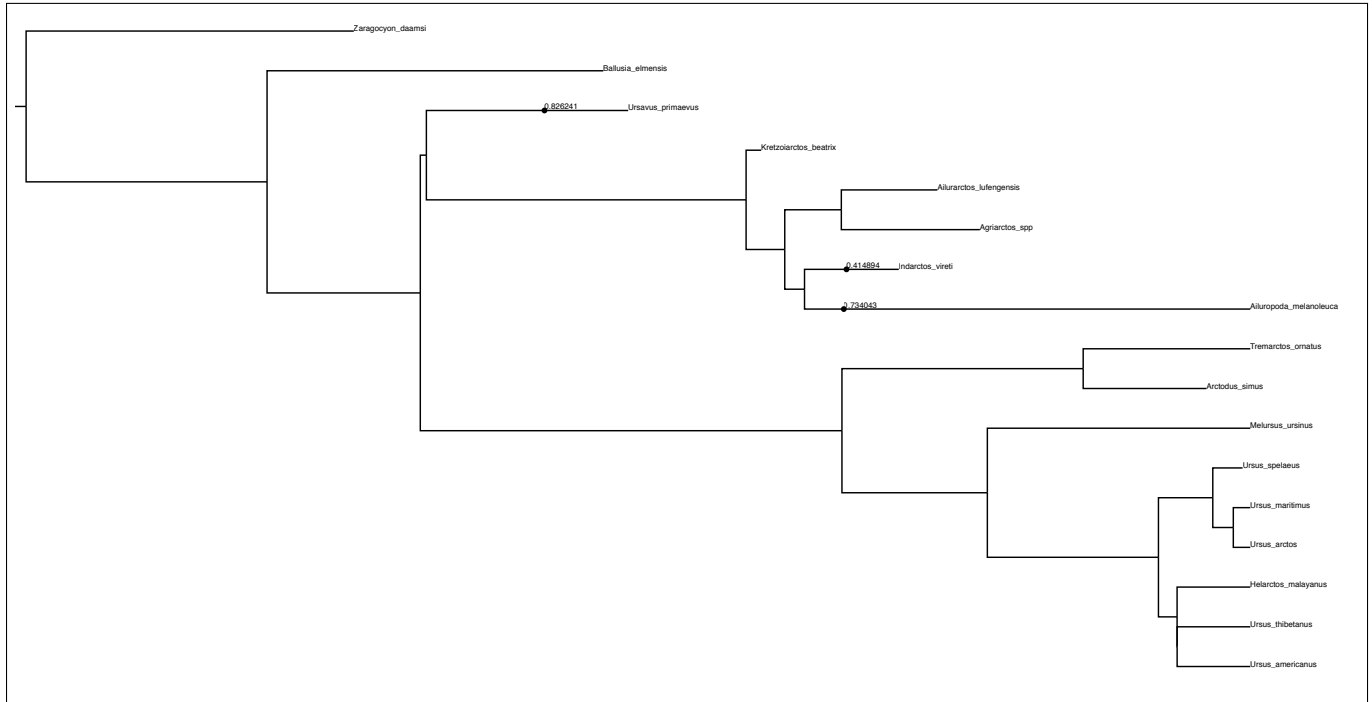 Zaragocyon_daamsi
Ballusia_elmensis
0.826241
Ursavus_primaevus
Kretzoiarctos_beatrix
Ailurarctos_lufengensis
Agriarctos_spp
0.414894
Indarctos_vireti
0.734043
Ailuropoda_melanoleuca
Tremarctos_ornatus
Arctodus_simus
Melursus_ursinus
Ursus_spelaeus
Ursus_maritimus
Ursus_arctos
Helarctos_malayanus
Ursus_thibetanus
Ursus_americanus